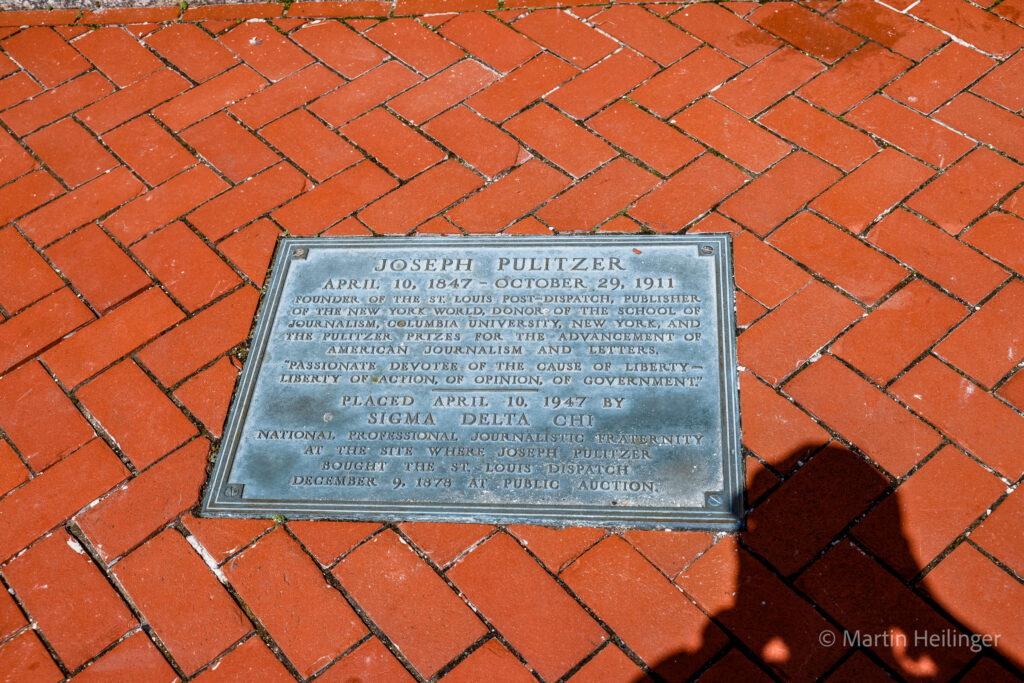 JOSEPH PULITZER
APRIL 10, 1847 - OCTOBER 29, 1911
FOUNDER OF THE ST. LOUIS POST-DISPATCH, PUBLISHER
OF THE NEW YORK WORLD, DONOR OF THE SCHOOL OF
JOURNALISM, COLUMBIA UNIVERSITY, NEW YORK, AND
THE PULITZER PRIZES FOR THE ADVANCEMENT OF
AMERICAN JOURNALISM AND LETTERS.
"PASSIONATE DEVOTEE OF THE CAUSE OF LIBERTY—
LIBERTY OF ACTION, OF OPINION, OF GOVERNMENT."
PLACED APRIL 10, 1947 BY
SIGMA DELTA CHI
NATIONAL PROFESSIONAL JOURNALISTIC FRATERNITY
AT THE SITE WHERE JOSEPH PULITZER
BOUGHT THE ST. LOUIS DISPATCH
DECEMBER 9, 1878 AT PUBLIC AUCTION.
© Martin Heilinger